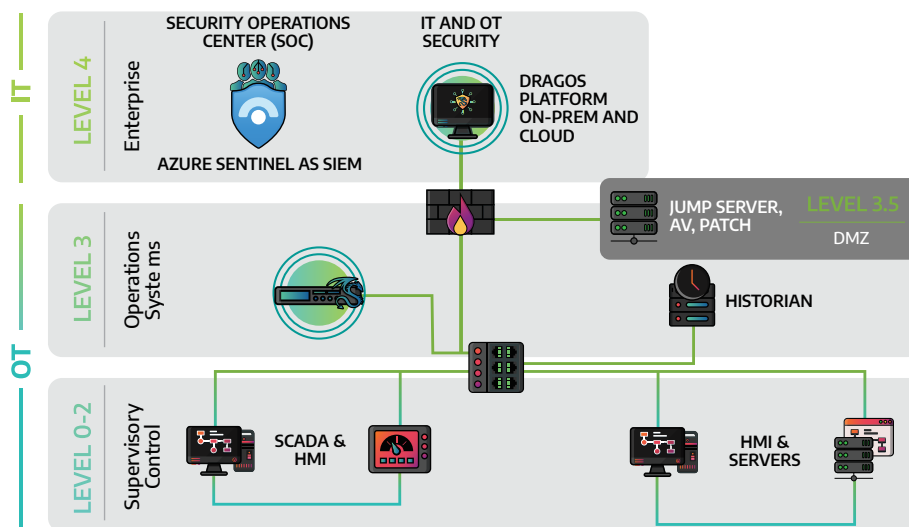 IT
LEVEL 4
Enterprise
SECURITY OPERATIONS
CENTER (SOC)
AZURE SENTINEL AS SIEM
IT AND OT
SECURITY
DRAGOS
PLATFORM
ON-PREM AND
CLOUD
JUMP SERVER,
AV, PATCH
LEVEL 3.5
DMZ
OT
LEVEL 3
Operations
Syste ms
HISTORIAN
LEVEL 0-2
Supervisory
Control
SCADA &
HMI
HMI &
SERVERS